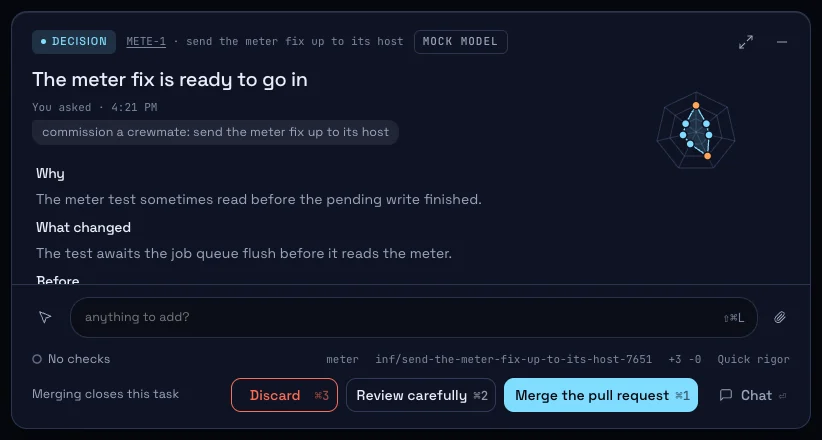 DECISION METE-1 · send the meter fix up to its host MOCK MODEL
The meter fix is ready to go in
You asked · 4:21 PM
commission a crewmate: send the meter fix up to its host
Why
The meter test sometimes read before the pending write finished.
What changed
The test awaits the job queue flush before it reads the meter.
Before
anything to add? ⇧⌘L
No checks meter inf/send-the-meter-fix-up-to-its-host-7651 +3 -0 Quick rigor
Merging closes this task Discard ⌘3 Review carefully ⌘2 Merge the pull request ⌘1 Chat ⏎